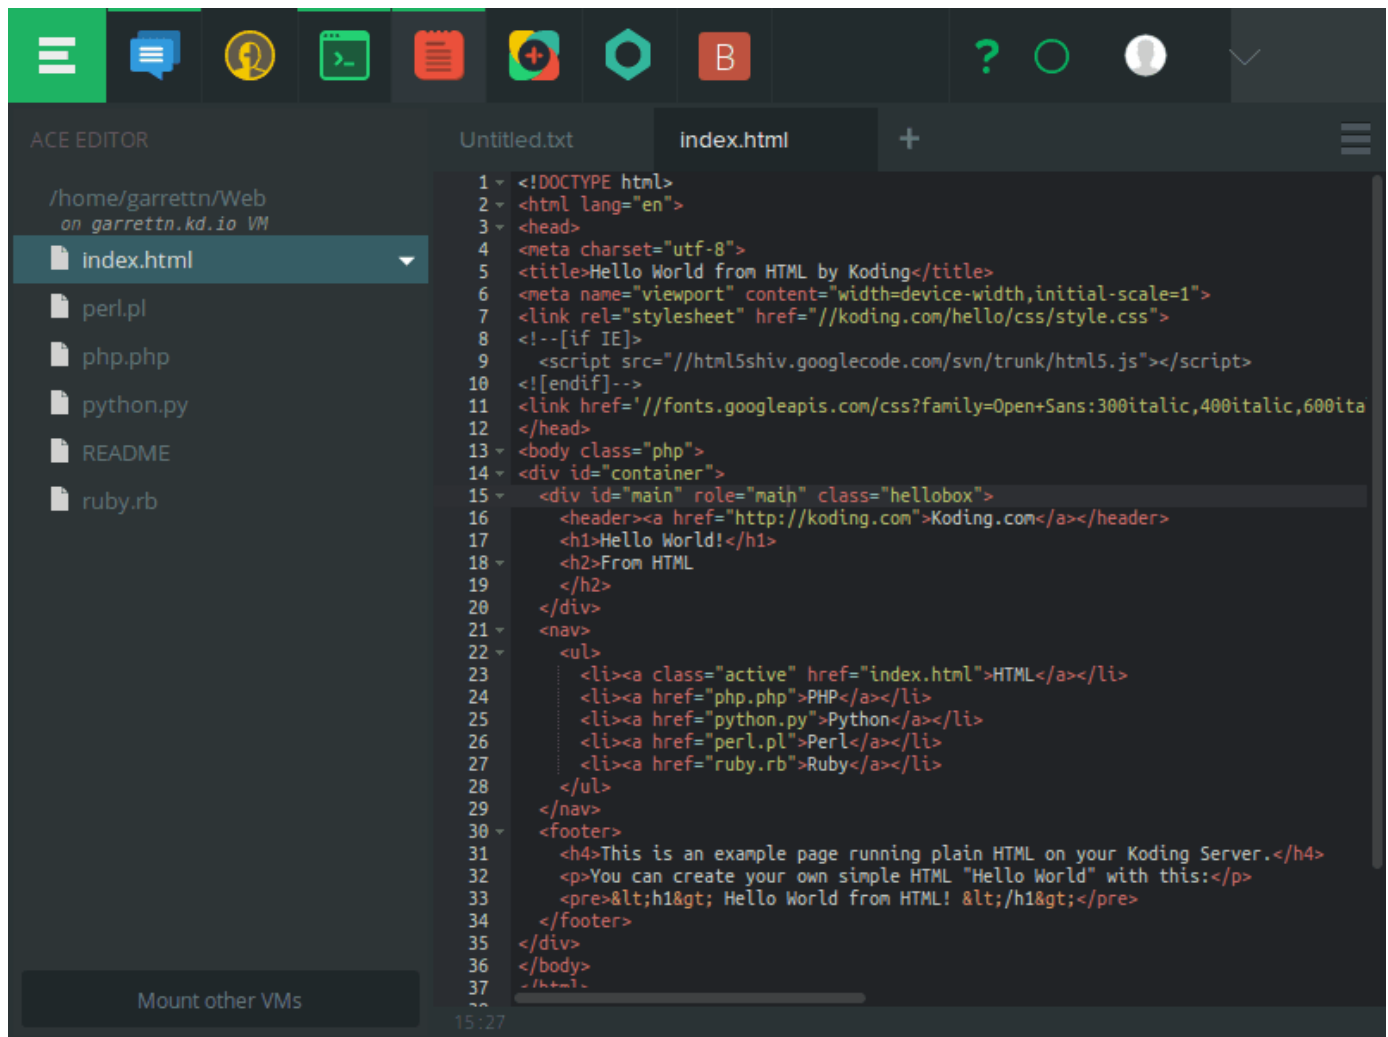 B
?
ACE EDITOR
Untitled.txt
index.html
+
/home/garrettn/Web
on garrettn.kd.io VM
index.html
perl.pl
php.php
python.py
README
ruby.rb
Mount other VMs
1 <!DOCTYPE html>
2 <html lang="en">
3 <head>
4 <meta charset="utf-8">
5 <title>Hello World from HTML by Koding</title>
6 <meta name="viewport" content="width=device-width,initial-scale=1">
7 <link rel="stylesheet" href="//koding.com/hello/css/style.css">
8 <!--[if IE]>
9   <script src="//html5shiv.googlecode.com/svn/trunk/html5.js"></script>
10 <![endif]-->
11 <link href='//fonts.googleapis.com/css?family=Open+Sans:300italic,400italic,600ita
12 </head>
13 <body class="php">
14 <div id="container">
15   <div id="main" role="main" class="hellobox">
16     <header><a href="http://koding.com">Koding.com</a></header>
17     <h1>Hello World!</h1>
18     <h2>From HTML
19     </h2>
20   </div>
21   <nav>
22     <ul>
23       <li><a class="active" href="index.html">HTML</a></li>
24       <li><a href="php.php">PHP</a></li>
25       <li><a href="python.py">Python</a></li>
26       <li><a href="perl.pl">Perl</a></li>
27       <li><a href="ruby.rb">Ruby</a></li>
28     </ul>
29   </nav>
30   <footer>
31     <h4>This is an example page running plain HTML on your Koding Server.</h4>
32     <p>You can create your own simple HTML "Hello World" with this:</p>
33     <pre>&lt;h1&gt; Hello World from HTML! &lt;/h1&gt;</pre>
34   </footer>
35 </div>
36 </body>
37 </html>
15:27